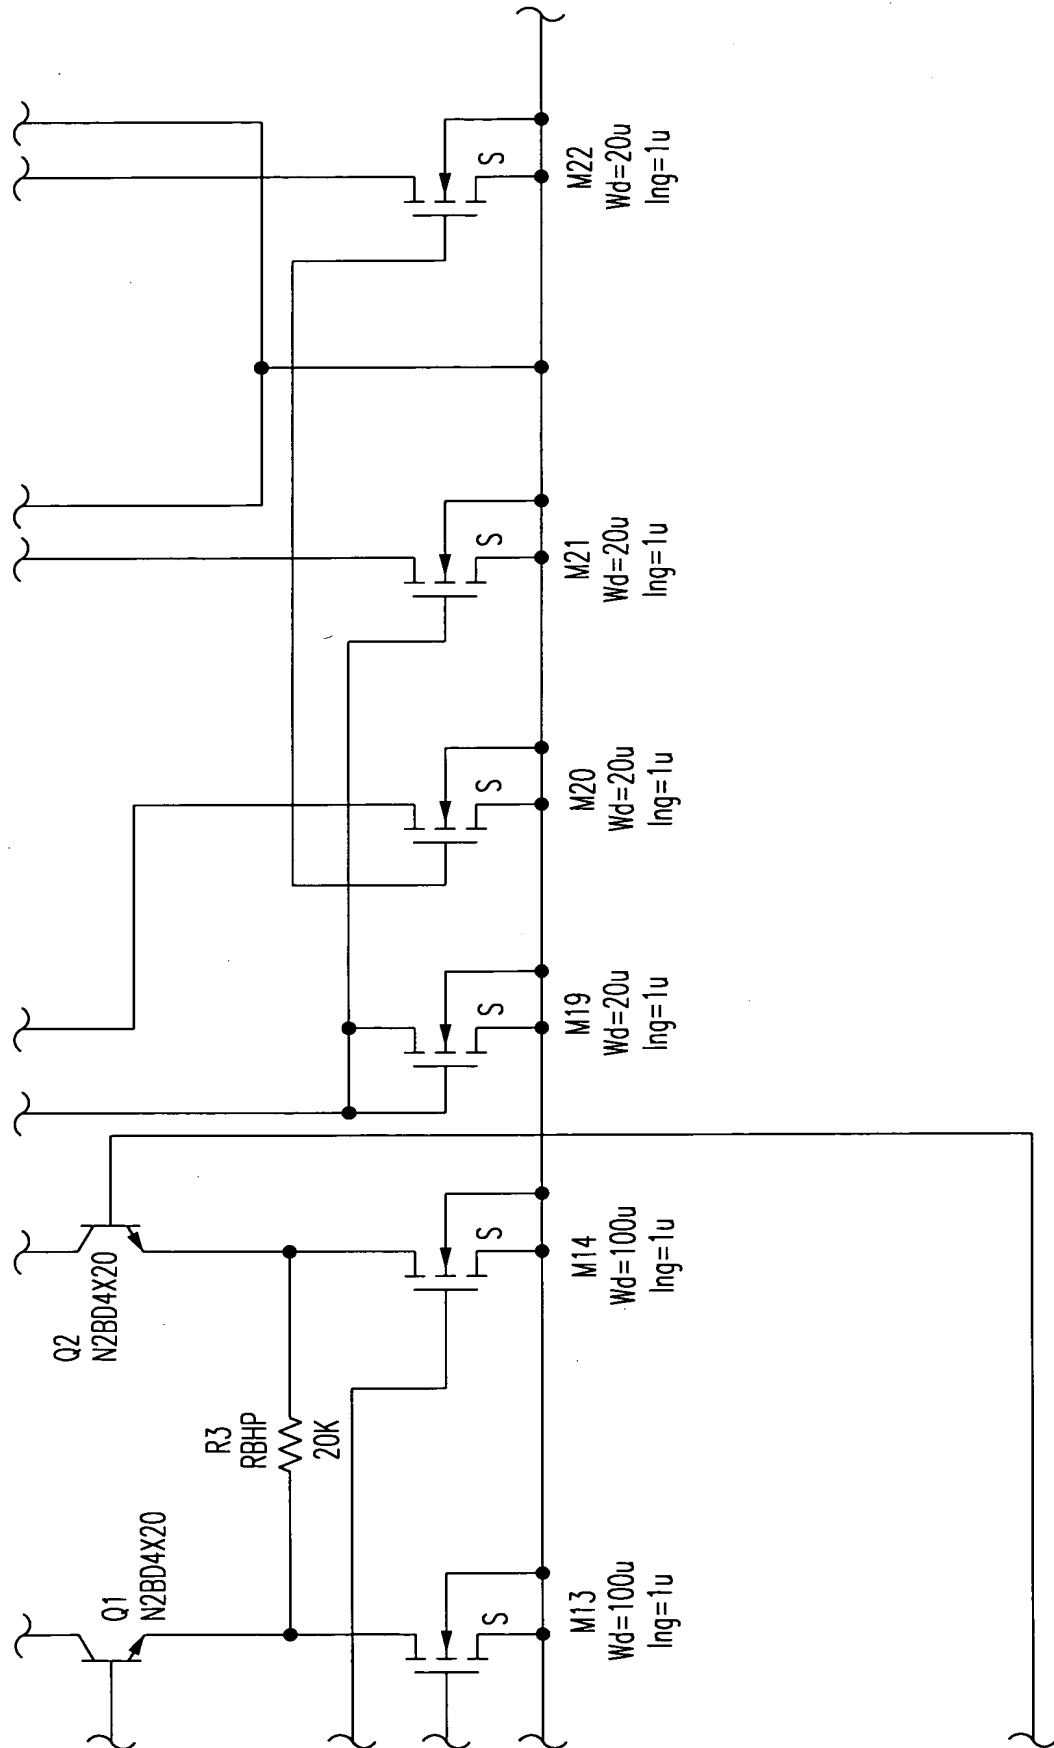 Q1
N2BD4X20
R3
RBHP
20K
Q2
N2BD4X20
S
M13
Wd=100u
lng=1u
S
M14
Wd=100u
lng=1u
S
M19
Wd=20u
lng=1u
S
M20
Wd=20u
lng=1u
S
M21
Wd=20u
lng=1u
S
M22
Wd=20u
lng=1u